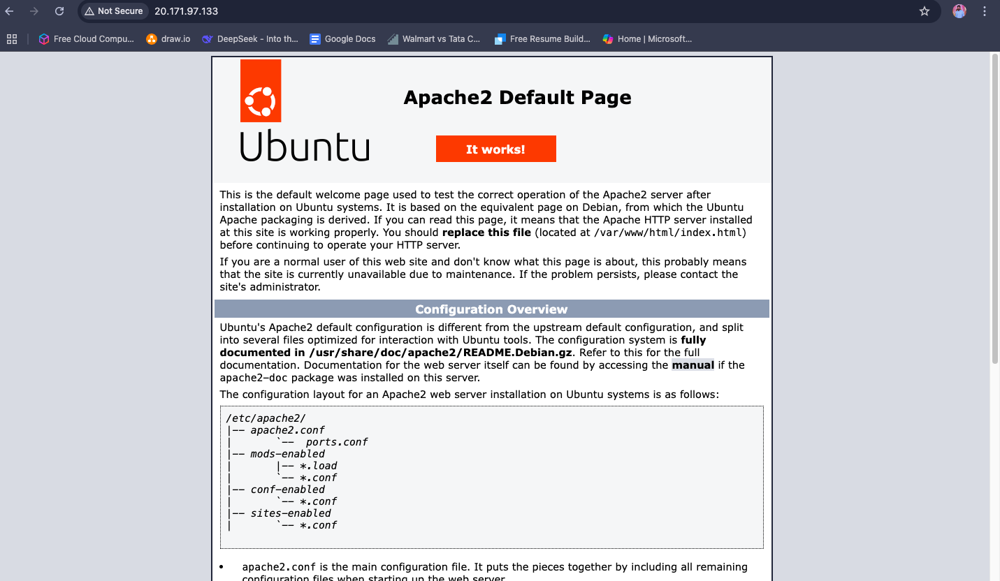 Not Secure 20.171.97.133
Free Cloud Compu... draw.io DeepSeek - Into th... Google Docs Walmart vs Tata C... Free Resume Build... Home | Microsoft...
Ubuntu
Apache2 Default Page
It works!
This is the default welcome page used to test the correct operation of the Apache2 server after
installation on Ubuntu systems. It is based on the equivalent page on Debian, from which the Ubuntu
Apache packaging is derived. If you can read this page, it means that the Apache HTTP server installed
at this site is working properly. You should replace this file (located at /var/www/html/index.html)
before continuing to operate your HTTP server.
If you are a normal user of this web site and don't know what this page is about, this probably means
that the site is currently unavailable due to maintenance. If the problem persists, please contact the
site's administrator.
Configuration Overview
Ubuntu's Apache2 default configuration is different from the upstream default configuration, and split
into several files optimized for interaction with Ubuntu tools. The configuration system is fully
documented in /usr/share/doc/apache2/README.Debian.gz. Refer to this for the full
documentation. Documentation for the web server itself can be found by accessing the manual if the
apache2-doc package was installed on this server.
The configuration layout for an Apache2 web server installation on Ubuntu systems is as follows:
/etc/apache2/
|-- apache2.conf
|       `--  ports.conf
|-- mods-enabled
|       |-- *.load
|       `-- *.conf
|-- conf-enabled
|       `-- *.conf
|-- sites-enabled
|       `-- *.conf
• apache2.conf is the main configuration file. It puts the pieces together by including all remaining
configuration files when starting up the web server.